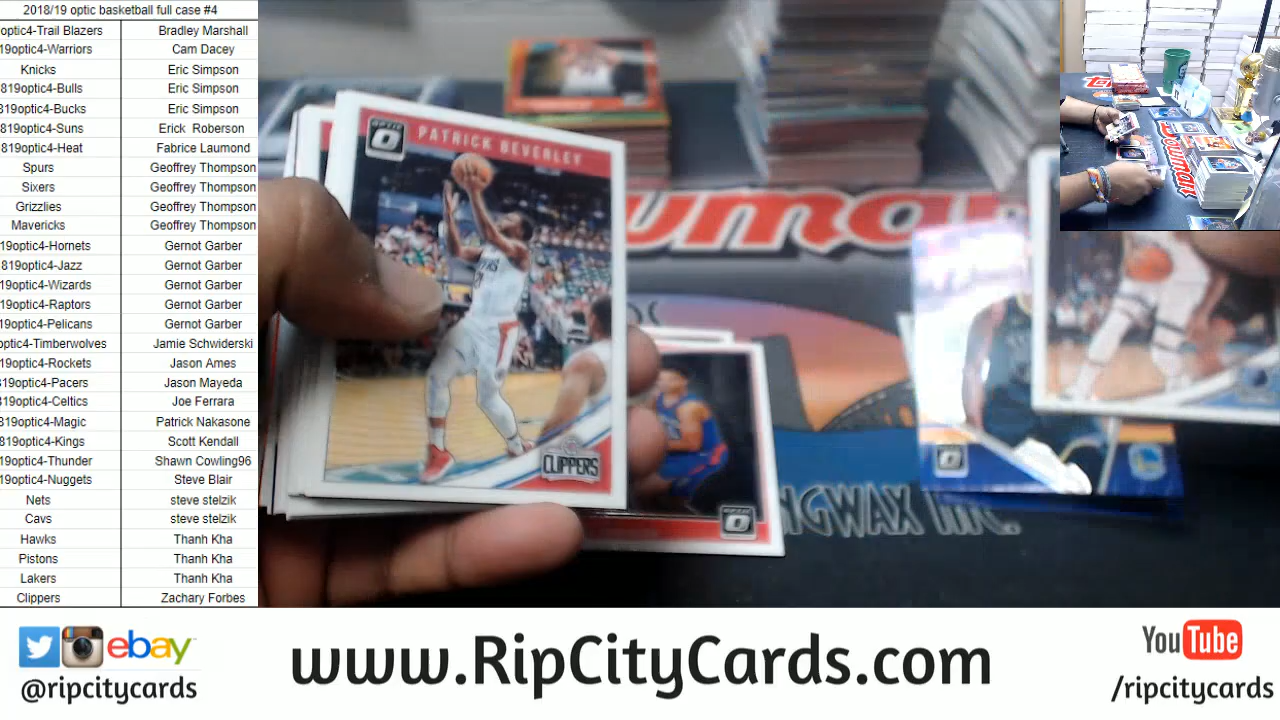 2018/19 optic basketball full case #4
optic4-Trail Blazers Bradley Marshall
19optic4-Warriors Cam Dacey
Knicks Eric Simpson
819optic4-Bulls Eric Simpson
819optic4-Bucks Eric Simpson
819optic4-Suns Erick Roberson
819optic4-Heat Fabrice Laumond
Spurs Geoffrey Thompson
Sixers Geoffrey Thompson
Grizzlies Geoffrey Thompson
Mavericks Geoffrey Thompson
19optic4-Hornets Gernot Garber
819optic4-Jazz Gernot Garber
19optic4-Wizards Gernot Garber
19optic4-Raptors Gernot Garber
19optic4-Pelicans Gernot Garber
optic4-Timberwolves Jamie Schwiderski
19optic4-Rockets Jason Ames
819optic4-Pacers Jason Mayeda
819optic4-Celtics Joe Ferrara
819optic4-Magic Patrick Nakasone
819optic4-Kings Scott Kendall
19optic4-Thunder Shawn Cowling96
19optic4-Nuggets Steve Blair
Nets steve stelzik
Cavs steve stelzik
Hawks Thanh Kha
Pistons Thanh Kha
Lakers Thanh Kha
Clippers Zachary Forbes
OPTIC
PATRICK BEVERLEY
CLIPPERS
OPTIC
INC.
ebay
@ripcitycards
www.RipCityCards.com
YouTube
/ripcitycards